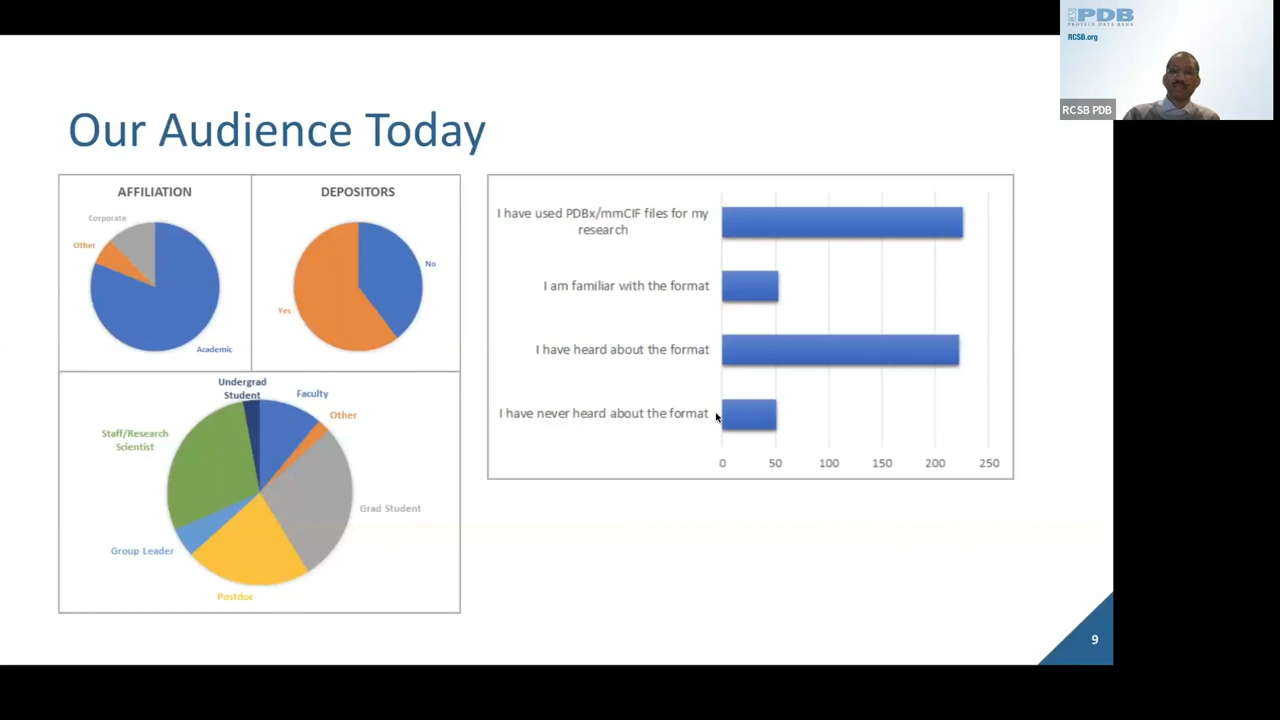 PDB
PROTEIN DATA BANK
RCSB.org
RCSB PDB
Our Audience Today
AFFILIATION
Corporate
Other
Academic
DEPOSITORS
No
Yes
Undergrad
Student
Faculty
Other
Staff/Research
Scientist
Grad Student
Group Leader
Postdoc
I have used PDBx/mmCIF files for my
research
I am familiar with the format
I have heard about the format
I have never heard about the format
0 50 100 150 200 250
9